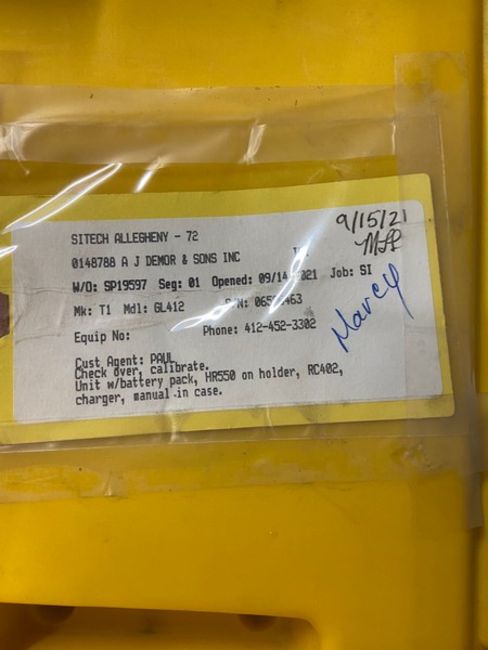 9/15/21
SITECH ALLEGHENY - 72
0148788 A J DEMOR & SONS INC
W/O: SP19597 Seg: 01 Opened: 09/14 021 Job: SI
Mk: T1 Mdl: GL412 S/N:
Marcy
Equip No: Phone: 412-452-3302
Cust Agent: PAUL
Check over, calibrate.
Unit w/battery pack, HR550 on holder, RC402,
charger, manual in case.